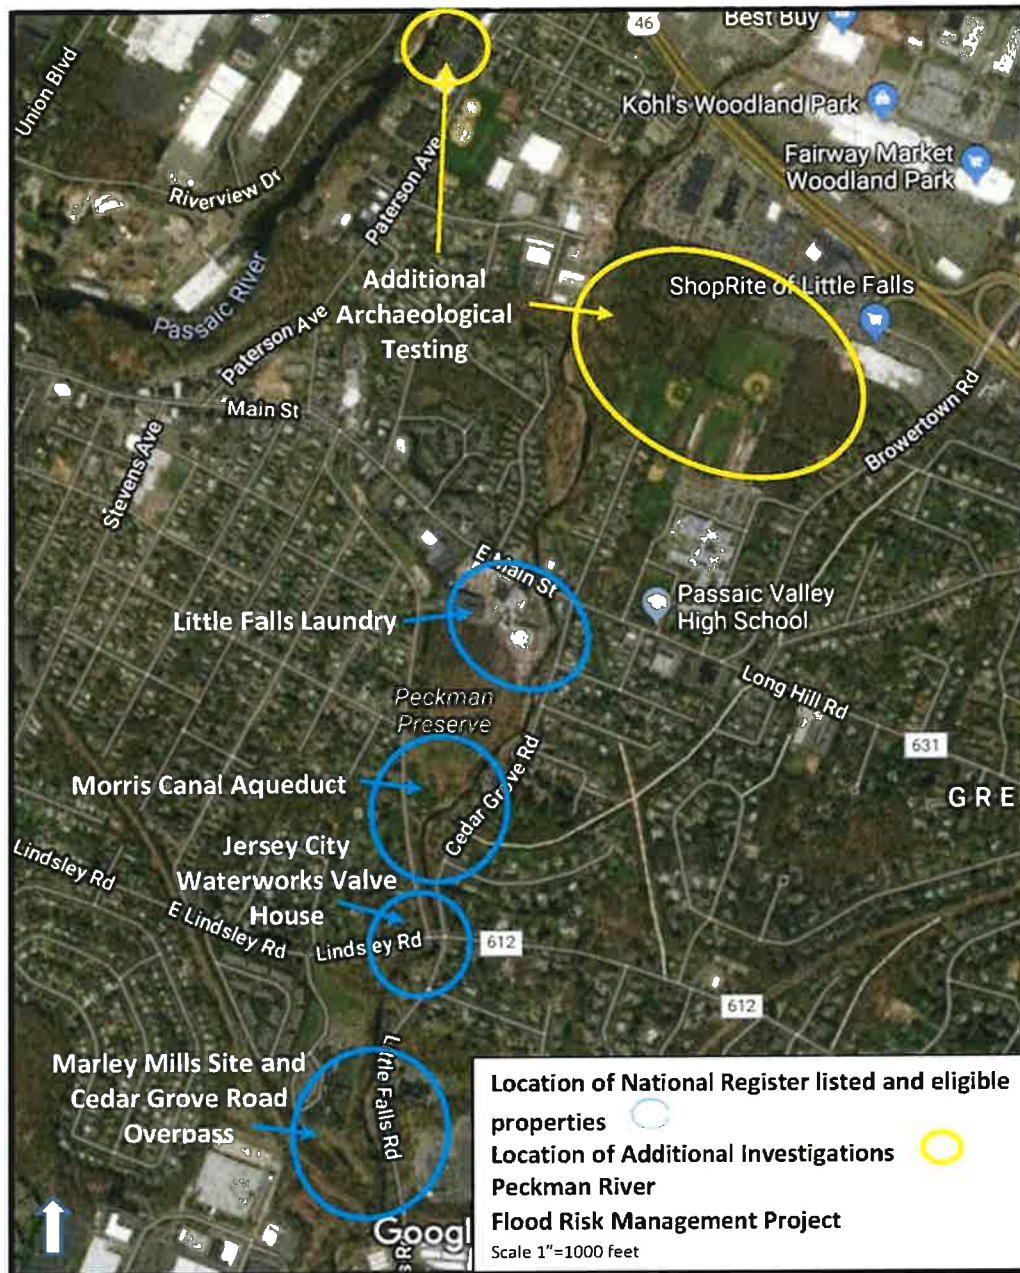 46
Best Buy
Union Blvd
Kohl's Woodland Park
Fairway Market
Woodland Park
Riverview Dr
Paterson Ave
Additional
Archaeological
Testing
ShopRite of Little Falls
Passaic River
Paterson Ave
Main St
Browertown Rd
Stevens Ave
E Main St
Little Falls Laundry
Passaic Valley
High School
Peckman
Preserve
Long Hill Rd
631
Morris Canal Aqueduct
Cedar Grove Rd
GRE
Jersey City
Waterworks Valve
House
Lindsley Rd
E Lindsley Rd
Lindsley Rd
612
612
Marley Mills Site and
Cedar Grove Road
Overpass
Little Falls Rd
Location of National Register listed and eligible
properties
Location of Additional Investigations
Peckman River
Flood Risk Management Project
Scale 1"=1000 feet
Googl